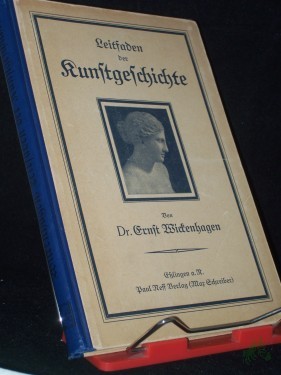 Leitfaden
der
Kunstgeschichte
Von
Dr. Ernst Wickenhagen
Eßlingen a. N.
Paul Neff Verlag (Max Schreiber)